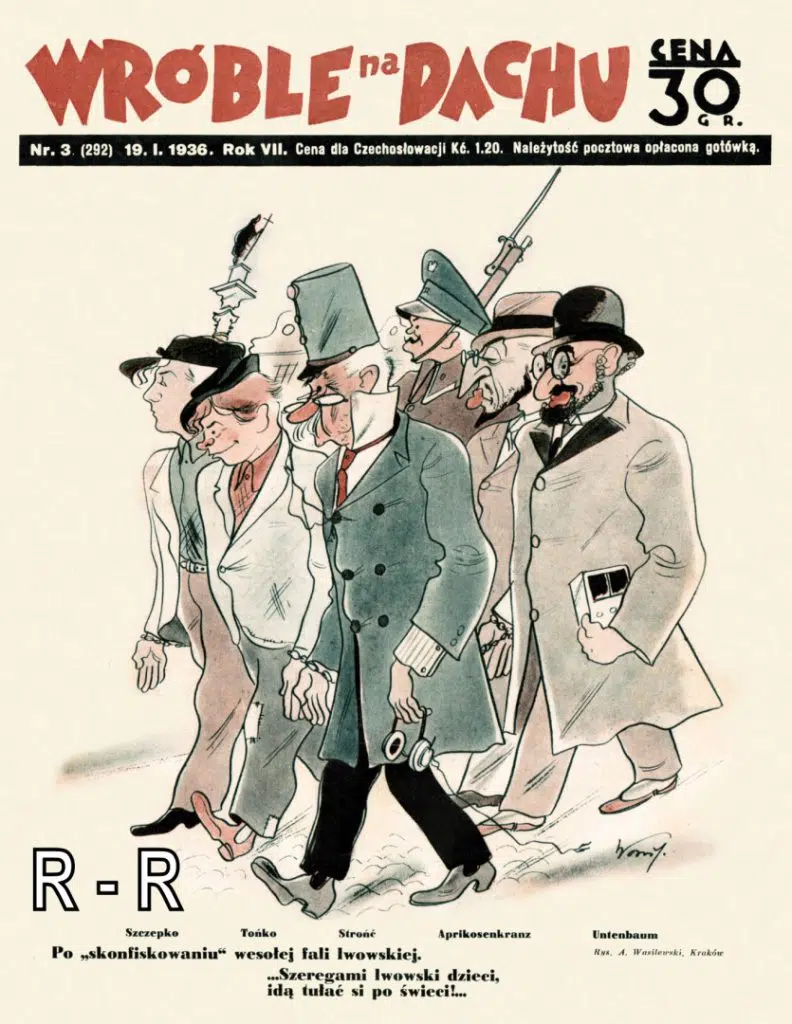 WRÓBLE na DACHU
CENA
30
GR.
Nr. 3. (292) 19. I. 1936. Rok VII. Cena dla Czechosłowacji Kč. 1.20. Należytość pocztowa opłacona gotówką.
R - R
Szczepko Tońko Strońć Aprikosenkranz Untenbaum
Po „skonfiskowaniu“ wesołej fali lwowskiej.
Rys. A. Wasilewski, Kraków
...Szeregami lwowski dzieci,
idą tułać si po świeci!...